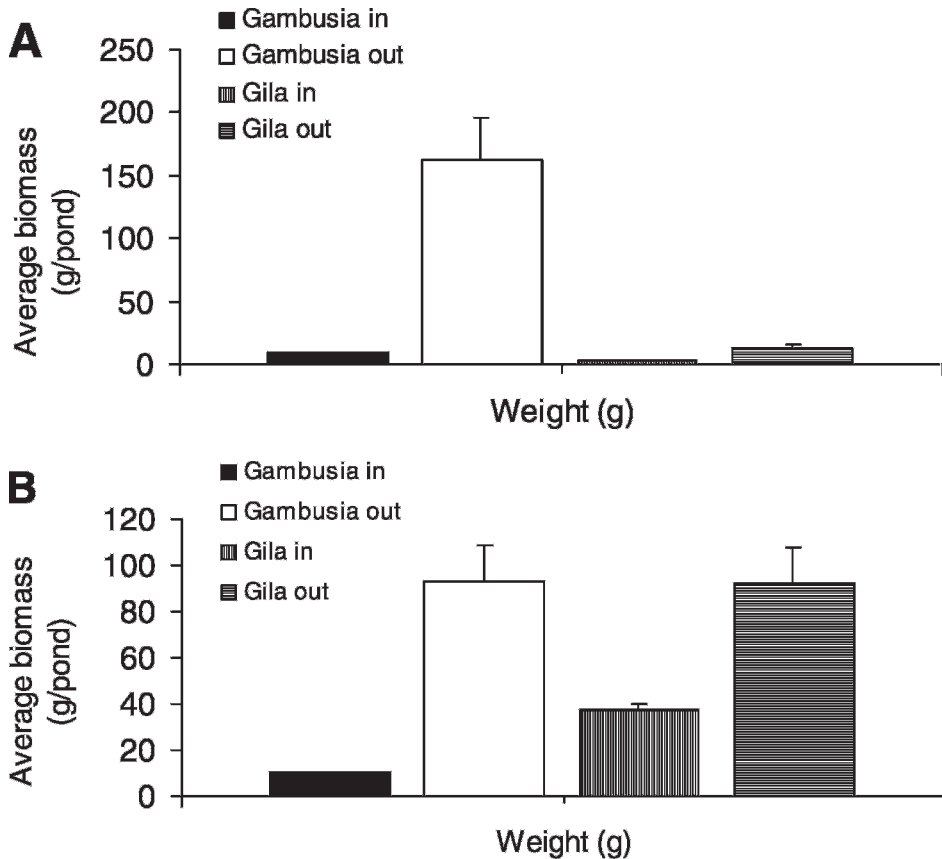 A
Gambusia in
Gambusia out
Gila in
Gila out
250
200
150
100
50
0
Average biomass
(g/pond)
Weight (g)
B
Gambusia in
Gambusia out
Gila in
Gila out
120
100
80
60
40
20
0
Average biomass
(g/pond)
Weight (g)